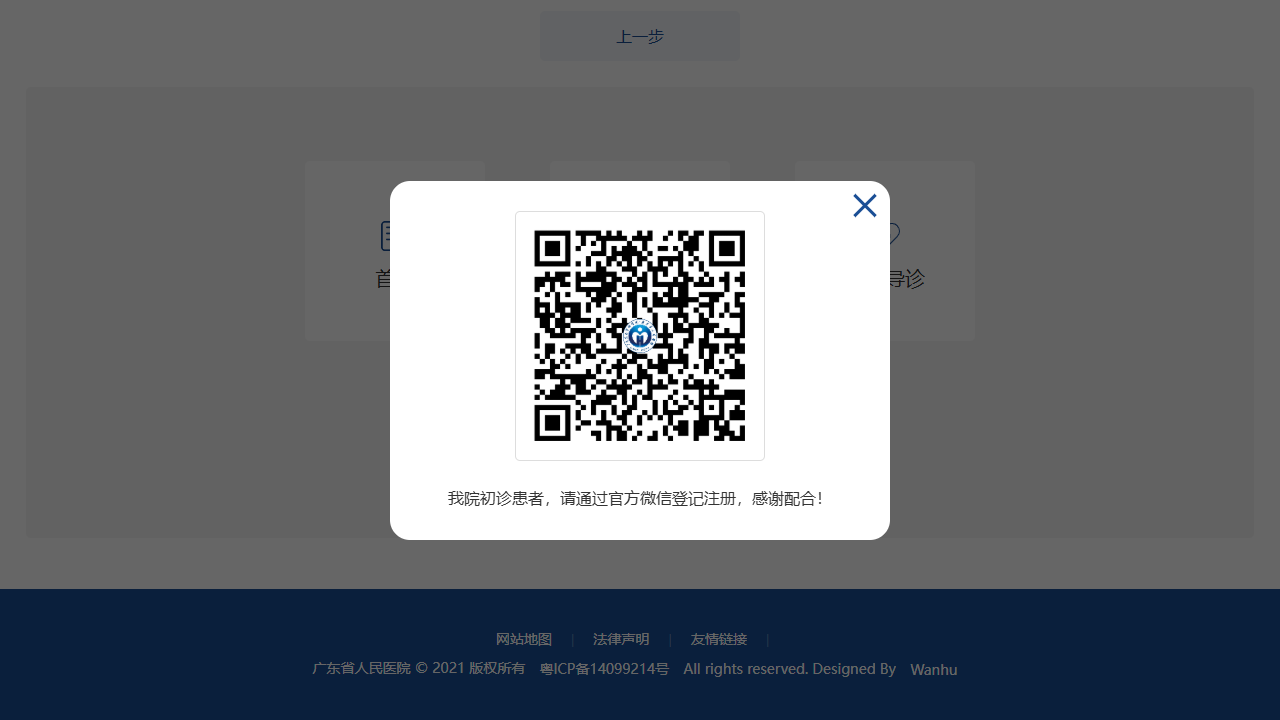 上一步
首
导诊
我院初诊患者，请通过官方微信登记注册，感谢配合！
网站地图 | 法律声明 | 友情链接 |
广东省人民医院 © 2021 版权所有 粤ICP备14099214号 All rights reserved. Designed By Wanhu